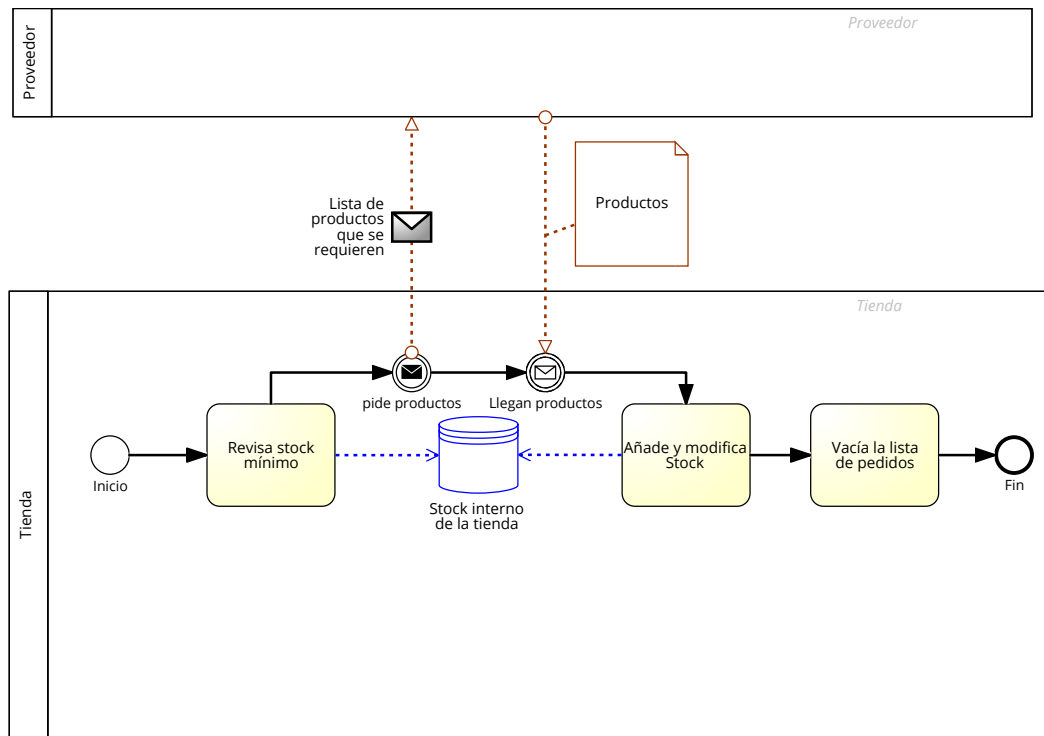 Proveedor
Proveedor
Lista de
productos
que se
requieren
Productos
Tienda
Tienda
pide productos
Llegan productos
Inicio
Revisa stock
mínimo
Stock interno
de la tienda
Añade y modifica
Stock
Vacía la lista
de pedidos
Fin